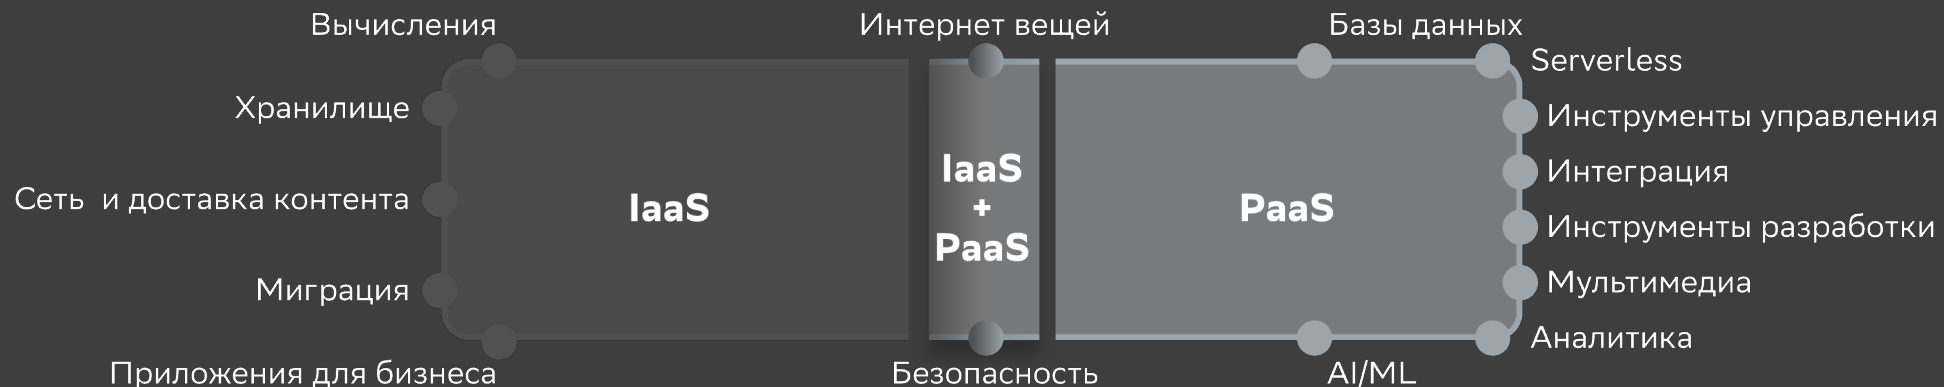 Вычисления
Интернет вещей
Базы данных
Serverless
Хранилище
Инструменты управления
IaaS
+
PaaS
Интеграция
Сеть и доставка контента
IaaS
PaaS
Инструменты разработки
Миграция
Мультимедиа
Аналитика
Приложения для бизнеса
Безопасность
AI/ML